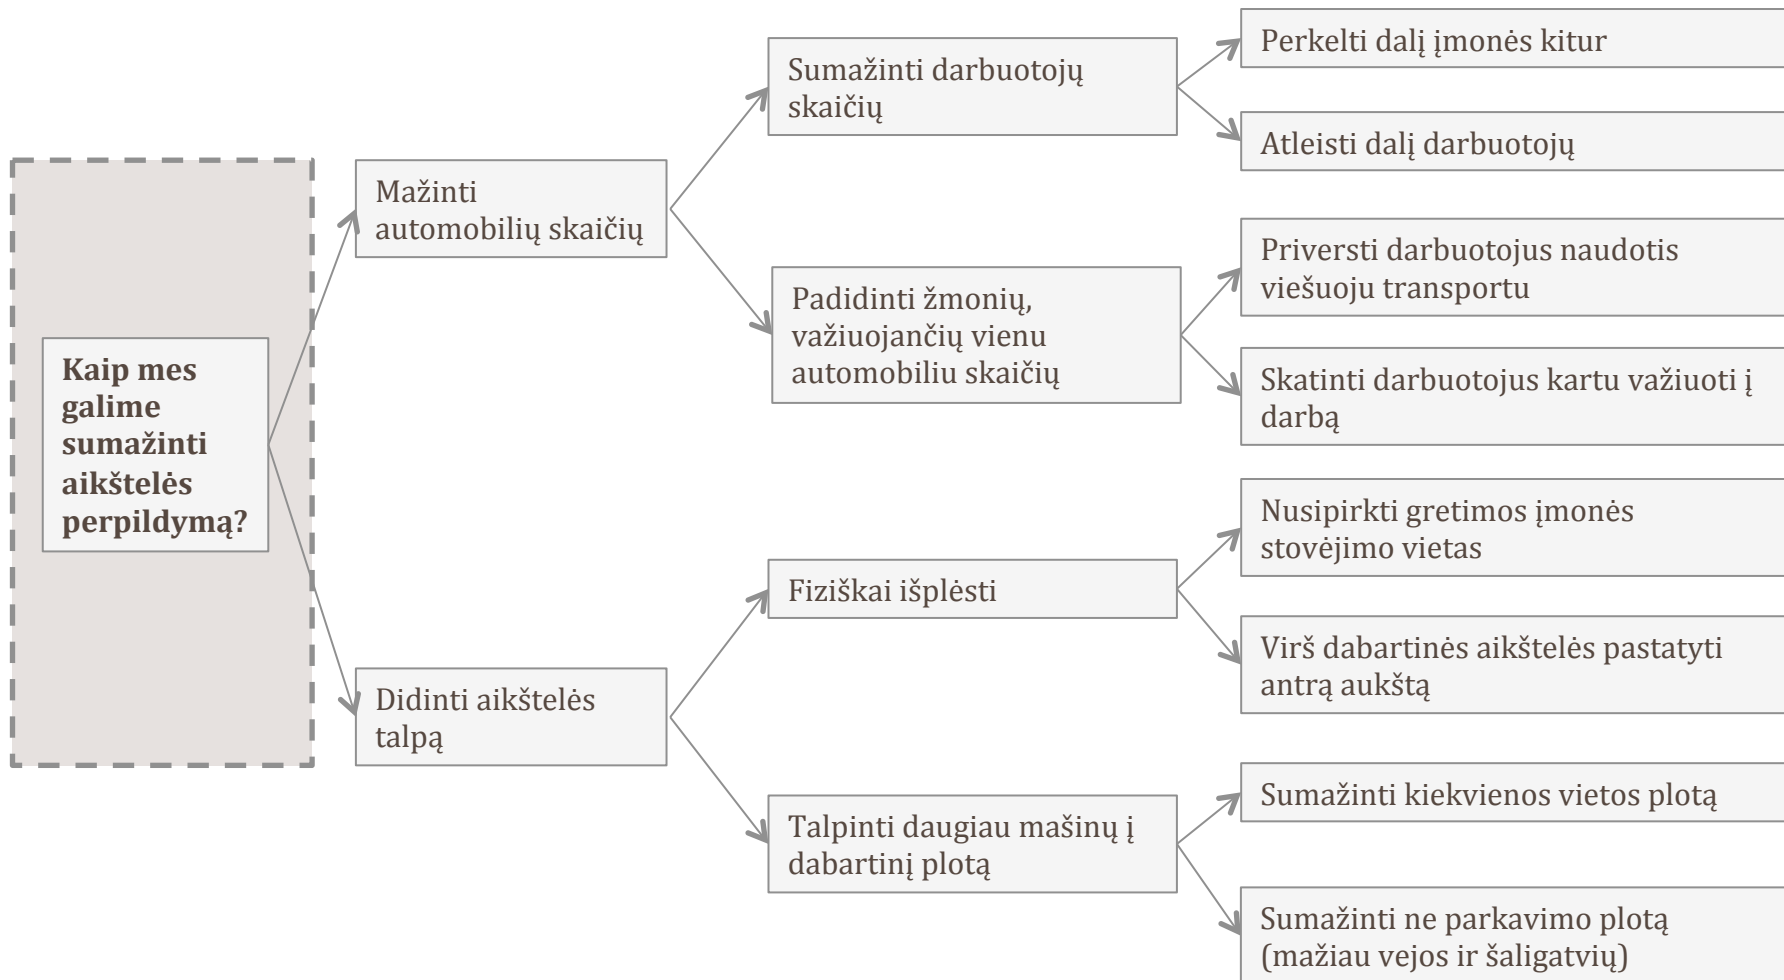 Kaip mes
galime
sumažinti
aikštelės
perpildymą?
Mažinti
automobilių skaičių
Didinti aikštelės
talpą
Sumažinti darbuotojų
skaičių
Padidinti žmonių,
važiuojančių vienu
automobiliu skaičių
Fiziškai išplėsti
Talpinti daugiau mašinų į
dabartinį plotą
Perkelti dalį įmonės kitur
Atleisti dalį darbuotojų
Priversti darbuotojus naudotis
viešuoju transportu
Skatinti darbuotojus kartu važiuoti į
darbą
Nusipirkti gretimos įmonės
stovėjimo vietas
Virš dabartinės aikštelės pastatyti
antrą aukštą
Sumažinti kiekvienos vietos plotą
Sumažinti ne parkavimo plotą
(mažiau vejos ir šaligatvių)